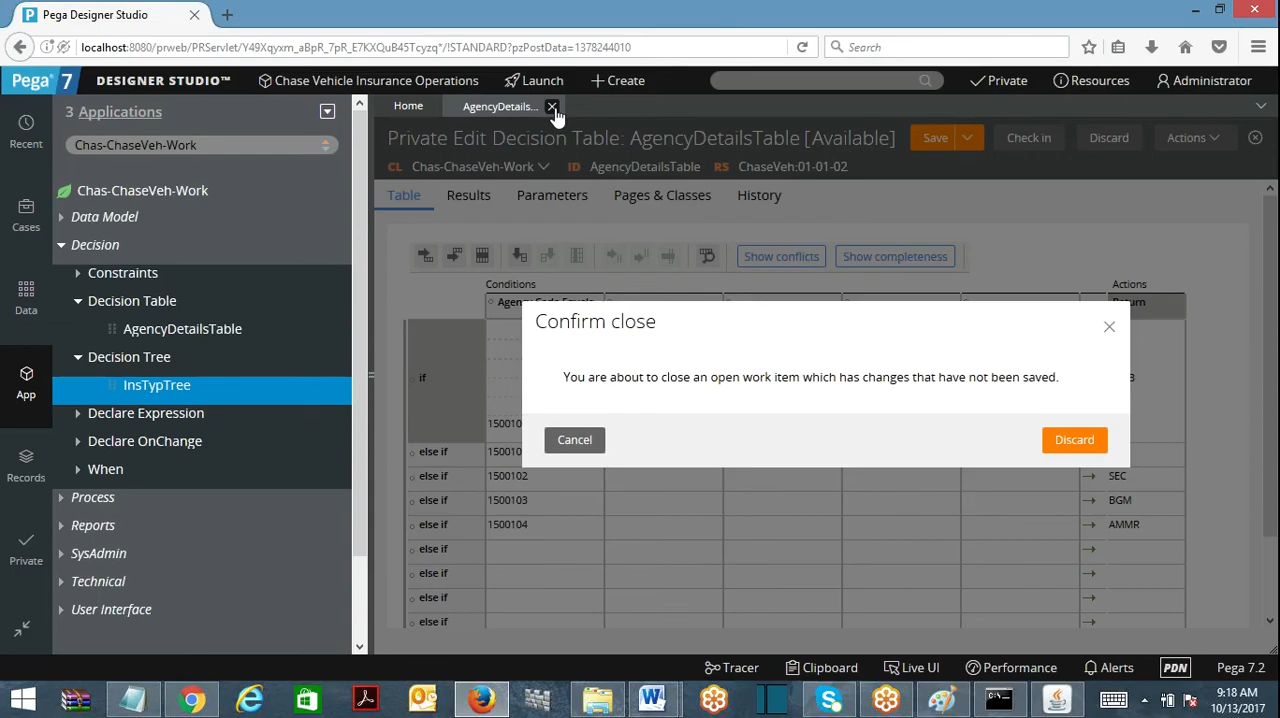 Pega Designer Studio
localhost:8080/prweb/PRServlet/Y49Xqyxm_aBpR_7pR_E7KXQuB45Tcyzq*/!STANDARD?pzPostData=1378244010
Search
Pega 7 DESIGNER STUDIO™ Chase Vehicle Insurance Operations Launch Create Private Resources Administrator
3 Applications
Home AgencyDetails...
Private Edit Decision Table: AgencyDetailsTable [Available] Save Check in Discard Actions
CL Chas-ChaseVeh-Work ID AgencyDetailsTable RS ChaseVeh:01-01-02
Table Results Parameters Pages & Classes History
Recent
Cases
Data
App
Records
Private
Chas-ChaseVeh-Work
Chas-ChaseVeh-Work
Data Model
Decision
Constraints
Decision Table
AgencyDetailsTable
Decision Tree
InsTypTree
Declare Expression
Declare OnChange
When
Process
Reports
SysAdmin
Technical
User Interface
Show conflicts Show completeness
Conditions Actions
if
else if
else if 1500102 SEC
else if 1500103 BGM
else if 1500104 AMMR
else if
else if
else if
else if
Confirm close
You are about to close an open work item which has changes that have not been saved.
Cancel Discard
Tracer Clipboard Live UI Performance Alerts PDN Pega 7.2
9:18 AM
10/13/2017